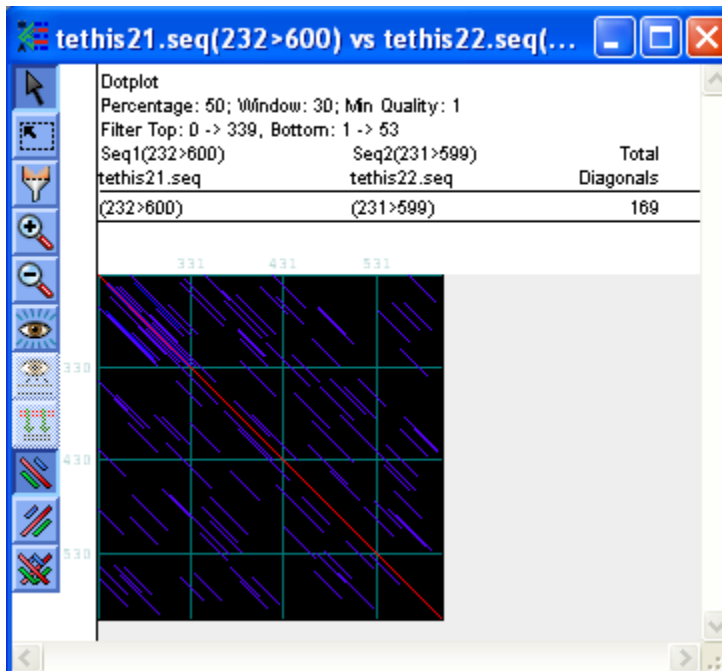 tethis21.seq(232>600) vs tethis22.seq(...
Dotplot
Percentage: 50; Window: 30; Min Quality: 1
Filter Top: 0 -> 339, Bottom: 1 -> 53
Seq1(232>600) Seq2(231>599) Total
tethis21.seq tethis22.seq Diagonals
(232>600) (231>599) 169
331 431 531
330
430
530